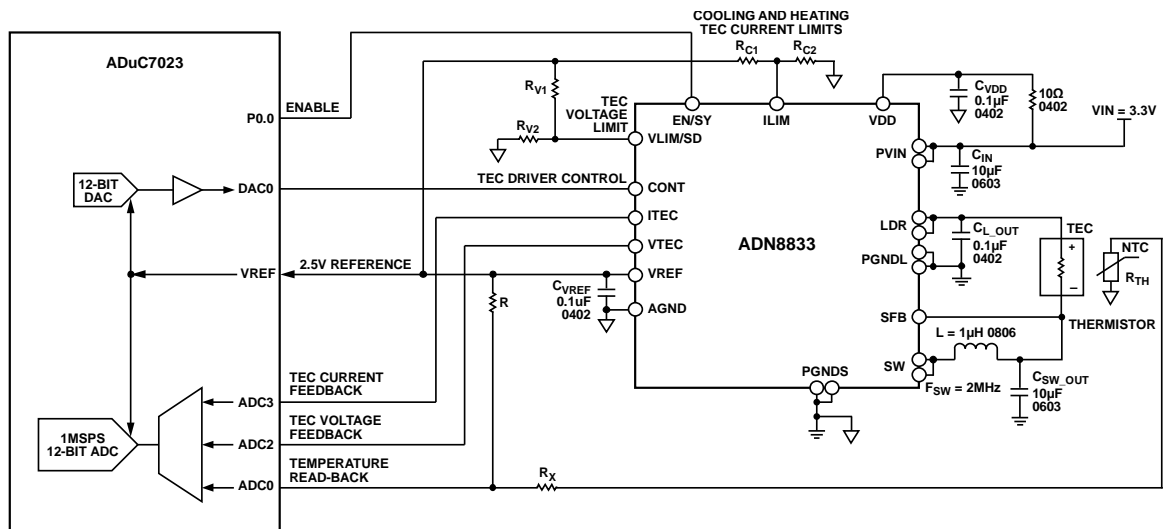 COOLING AND HEATING
TEC CURRENT LIMITS
RC1
RC2
ADuC7023
ENABLE
P0.0
RV1
TEC
VOLTAGE
LIMIT
RV2
EN/SY
ILIM
VDD
CVDD
0.1µF
0402
10Ω
0402
VIN = 3.3V
VLIM/SD
PVIN
CIN
10µF
0603
12-BIT
DAC
DAC0
TEC DRIVER CONTROL
CONT
ITEC
VTEC
ADN8833
LDR
PGNDL
CL_OUT
0.1µF
0402
TEC
+
–
NTC
RTH
THERMISTOR
VREF
2.5V REFERENCE
VREF
R
CVREF
0.1uF
0402
AGND
SFB
L = 1µH 0806
SW
PGNDS
FSW = 2MHz
CSW_OUT
10µF
0603
TEC CURRENT
FEEDBACK
ADC3
1MSPS
12-BIT ADC
TEC VOLTAGE
FEEDBACK
ADC2
TEMPERATURE
READ-BACK
ADC0
RX